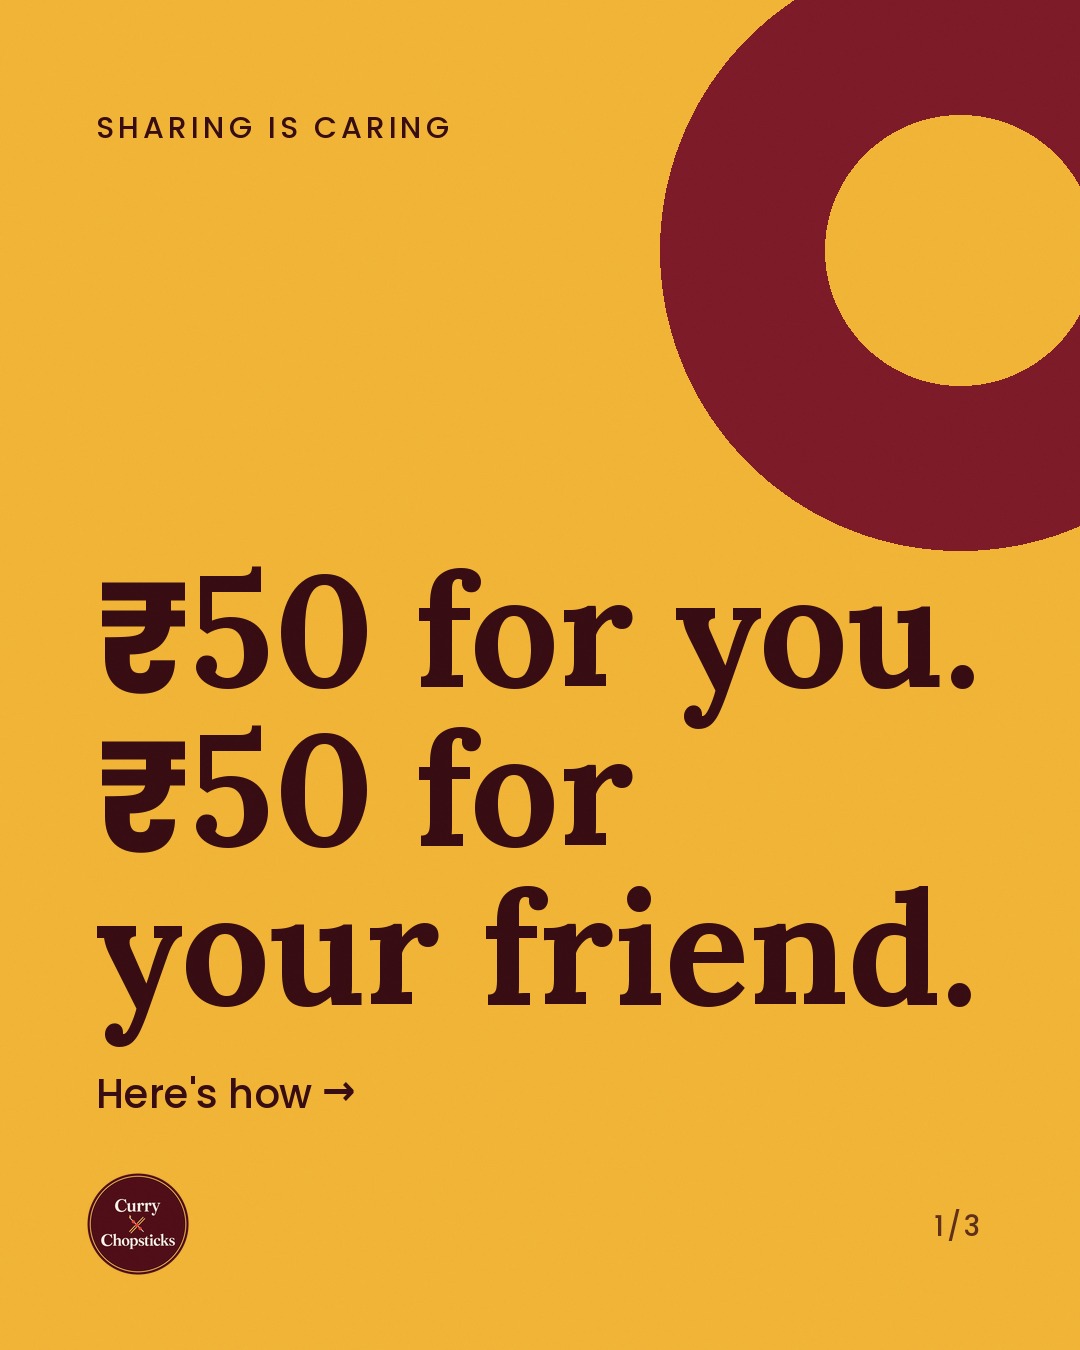 SHARING IS CARING
₹50 for you.
₹50 for
your friend.
Here's how →
Curry
Chopsticks
1/3